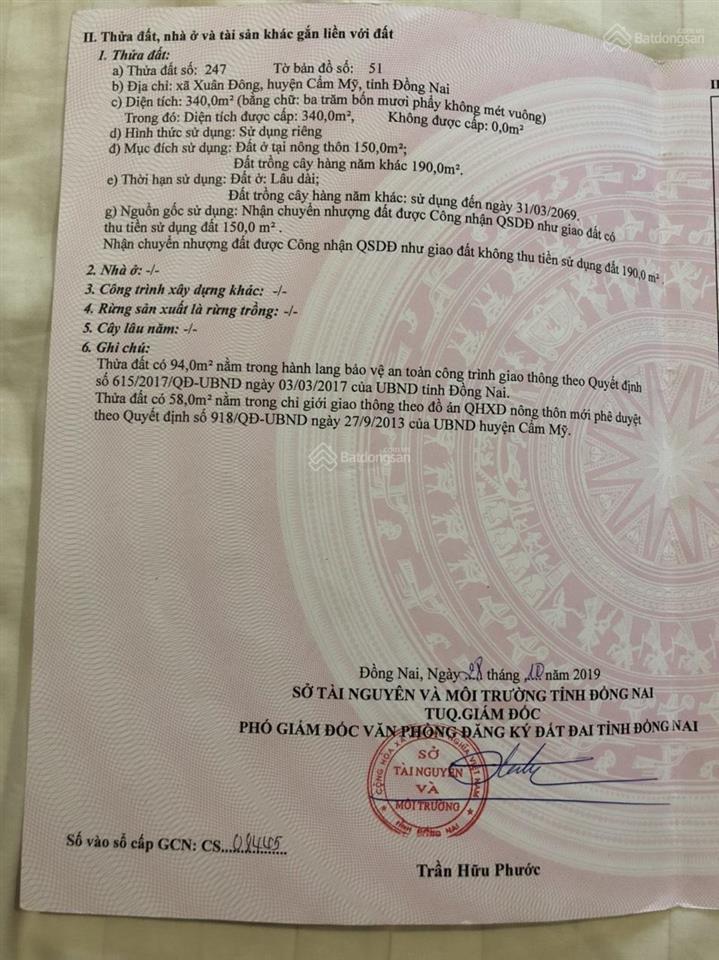 II. Thửa đất, nhà ở và tài sản khác gắn liền với đất
1. Thửa đất:
a) Thửa đất số: 247 Tờ bản đồ số: 51
b) Địa chỉ: xã Xuân Đông, huyện Cẩm Mỹ, tỉnh Đồng Nai
c) Diện tích: 340,0m² (bằng chữ: ba trăm bốn mươi phẩy không mét vuông)
Trong đó: Diện tích được cấp: 340,0m², Không được cấp: 0,0m²
d) Hình thức sử dụng: Sử dụng riêng
đ) Mục đích sử dụng: Đất ở tại nông thôn 150,0m²;
Đất trồng cây hàng năm khác 190,0m².
e) Thời hạn sử dụng: Đất ở: Lâu dài;
Đất trồng cây hàng năm khác: sử dụng đến ngày 31/03/2069.
g) Nguồn gốc sử dụng: Nhận chuyển nhượng đất được Công nhận QSDĐ như giao đất có
thu tiền sử dụng đất 150,0 m² .
Nhận chuyển nhượng đất được Công nhận QSDĐ như giao đất không thu tiền sử dụng đất 190,0 m² .
2. Nhà ở: -/-
3. Công trình xây dựng khác: -/-
4. Rừng sản xuất là rừng trồng: -/-
5. Cây lâu năm: -/-
6. Ghi chú:
Thửa đất có 94,0m² nằm trong hành lang bảo vệ an toàn công trình giao thông theo Quyết định
số 615/2017/QĐ-UBND ngày 03/03/2017 của UBND tỉnh Đồng Nai.
Thửa đất có 58,0m² nằm trong chỉ giới giao thông theo đồ án QHXD nông thôn mới phê duyệt
theo Quyết định số 918/QĐ-UBND ngày 27/9/2013 của UBND huyện Cẩm Mỹ.
Batdongsan
Batdongsan
Đồng Nai, Ngày 28 tháng 10 năm 2019
SỞ TÀI NGUYÊN VÀ MÔI TRƯỜNG TỈNH ĐỒNG NAI
TUQ.GIÁM ĐỐC
PHÓ GIÁM ĐỐC VĂN PHÒNG ĐĂNG KÝ ĐẤT ĐAI TỈNH ĐỒNG NAI
SỞ
TÀI NGUYÊN
VÀ
MÔI TRƯỜNG
TỈNH ĐỒNG NAI
Số vào sổ cấp GCN: CS
Trần Hữu Phước